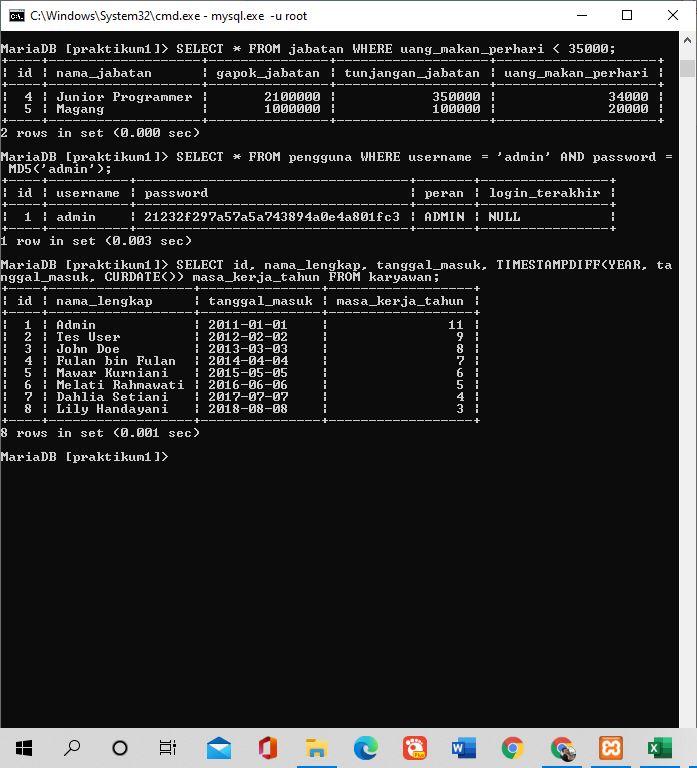 C:\Windows\System32\cmd.exe - mysql.exe -u root
MariaDB [praktikum1]> SELECT * FROM jabatan WHERE uang_makan_perhari < 35000;
+----+-------------------+--------------+------------------+--------------------+
| id | nama_jabatan | gapok_jabatan | tunjangan_jabatan | uang_makan_perhari |
+----+-------------------+--------------+------------------+--------------------+
| 4 | Junior Programmer | 2100000 | 350000 | 34000 |
| 5 | Magang | 1000000 | 100000 | 20000 |
+----+-------------------+--------------+------------------+--------------------+
2 rows in set (0.000 sec)
MariaDB [praktikum1]> SELECT * FROM pengguna WHERE username = 'admin' AND password =
MD5('admin');
+----+----------+----------------------------------+-------+----------------+
| id | username | password | peran | login_terakhir |
+----+----------+----------------------------------+-------+----------------+
| 1 | admin | 21232f297a57a5a743894a0e4a801fc3 | ADMIN | NULL |
+----+----------+----------------------------------+-------+----------------+
1 row in set (0.003 sec)
MariaDB [praktikum1]> SELECT id, nama_lengkap, tanggal_masuk, TIMESTAMPDIFF(YEAR, ta
nggal_masuk, CURDATE()) masa_kerja_tahun FROM karyawan;
+----+------------------+---------------+------------------+
| id | nama_lengkap | tanggal_masuk | masa_kerja_tahun |
+----+------------------+---------------+------------------+
| 1 | Admin | 2011-01-01 | 11 |
| 2 | Tes User | 2012-02-02 | 9 |
| 3 | John Doe | 2013-03-03 | 8 |
| 4 | Fulan bin Fulan | 2014-04-04 | 7 |
| 5 | Mawar Kurniani | 2015-05-05 | 6 |
| 6 | Melati Rahmawati | 2016-06-06 | 5 |
| 7 | Dahlia Setiani | 2017-07-07 | 4 |
| 8 | Lily Handayani | 2018-08-08 | 3 |
+----+------------------+---------------+------------------+
8 rows in set (0.001 sec)
MariaDB [praktikum1]>